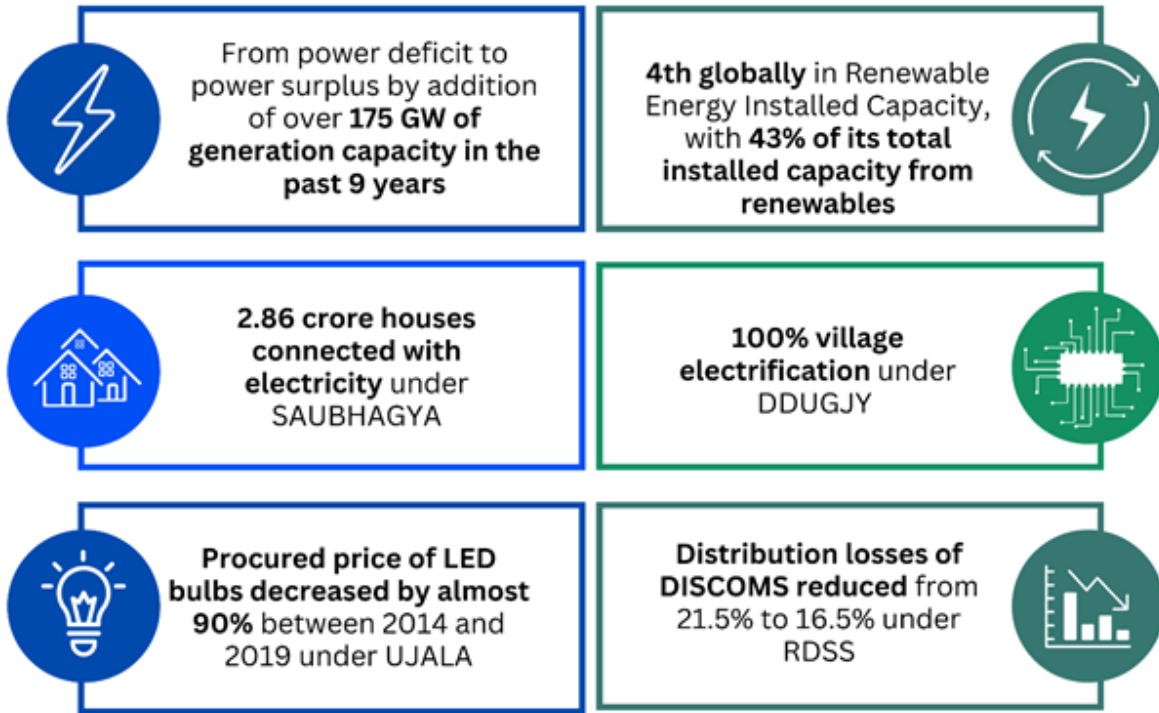 From power deficit to
power surplus by addition
of over 175 GW of
generation capacity in the
past 9 years
4th globally in Renewable
Energy Installed Capacity,
with 43% of its total
installed capacity from
renewables
2.86 crore houses
connected with
electricity under
SAUBHAGYA
100% village
electrification under
DDUGJY
Procured price of LED
bulbs decreased by almost
90% between 2014 and
2019 under UJALA
Distribution losses of
DISCOMS reduced from
21.5% to 16.5% under
RDSS